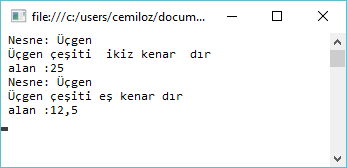 file:///c:/users/cemiloz/docum...
Nesne: Üçgen
Üçgen çeşiti  ikiz kenar  dır
alan :25
Nesne: Üçgen
Üçgen çeşiti eş kenar dır
alan :12,5